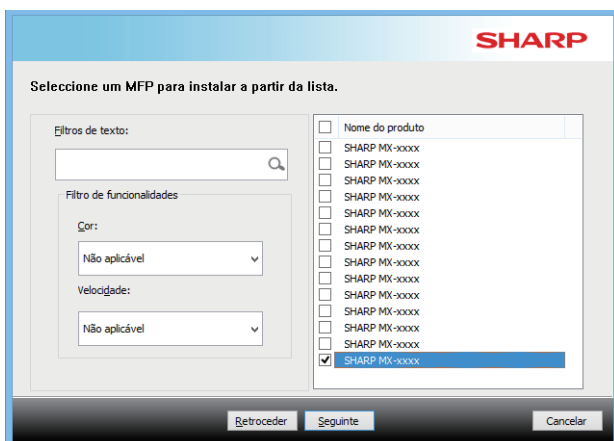 SHARP
Seleccione um MFP para instalar a partir da lista.
Filtros de texto:
Filtro de funcionalidades
Cor:
Não aplicável
Velocidade:
Não aplicável
Nome do produto
SHARP MX-xxxx
SHARP MX-xxxx
SHARP MX-xxxx
SHARP MX-xxxx
SHARP MX-xxxx
SHARP MX-xxxx
SHARP MX-xxxx
SHARP MX-xxxx
SHARP MX-xxxx
SHARP MX-xxxx
SHARP MX-xxxx
SHARP MX-xxxx
SHARP MX-xxxx
SHARP MX-xxxx
Retroceder
Seguinte
Cancelar